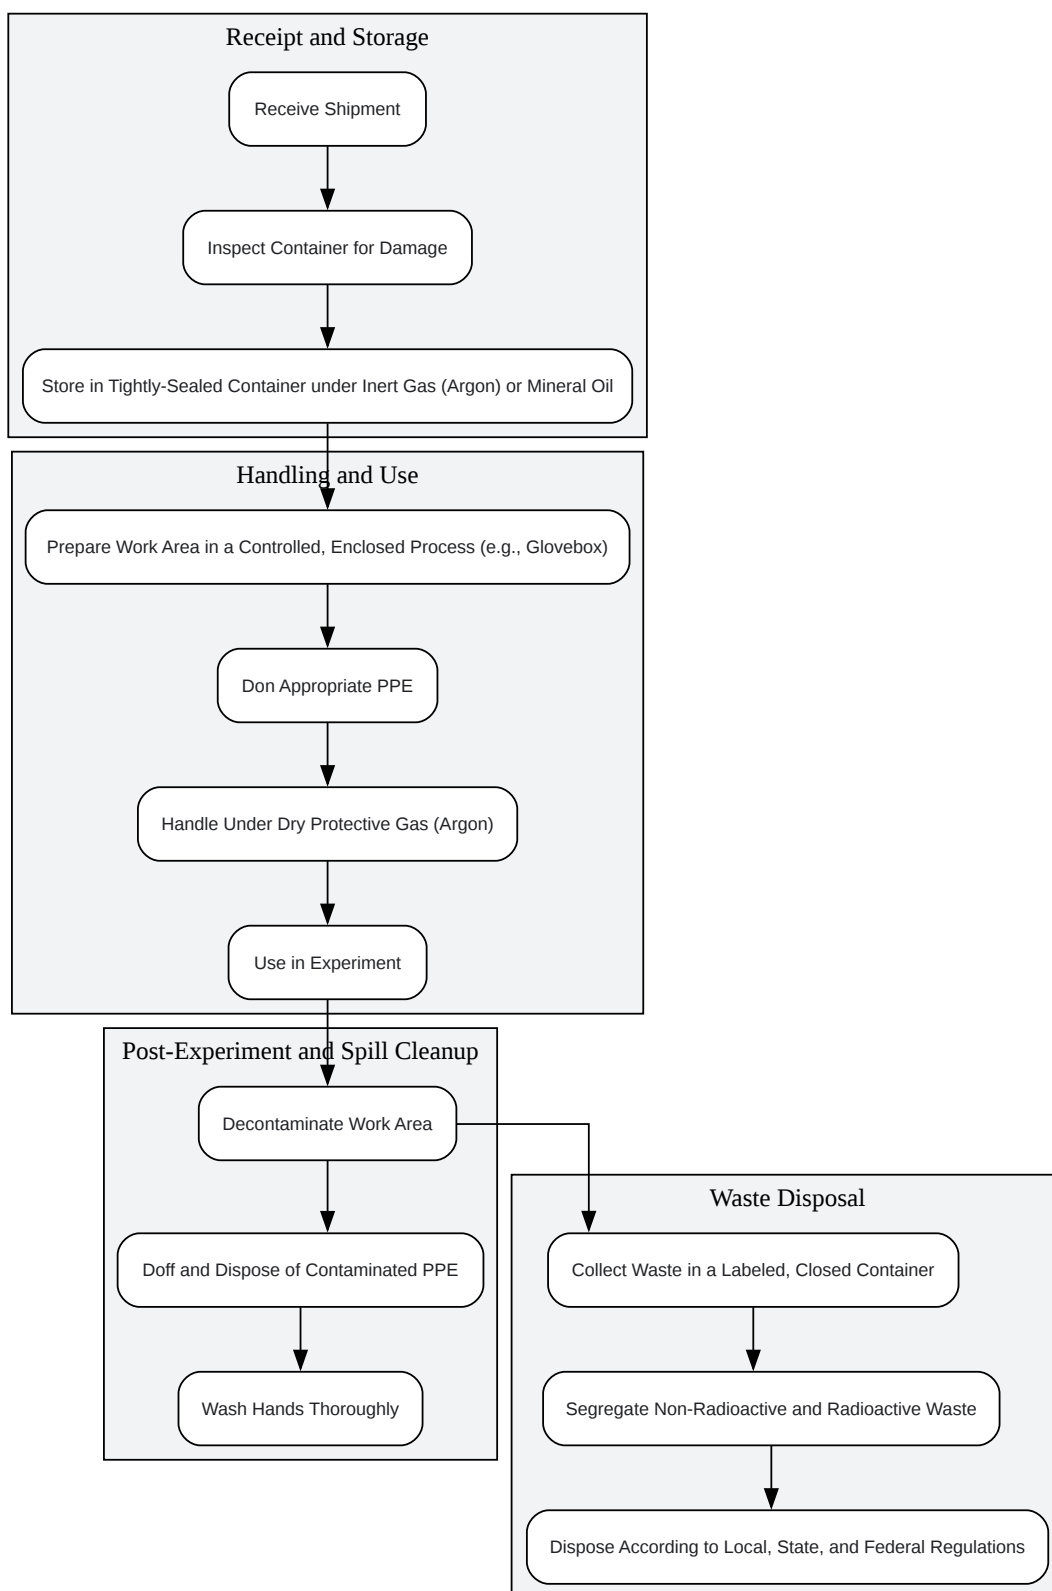 Receipt and Storage
Receive Shipment
Inspect Container for Damage
Store in Tightly-Sealed Container under Inert Gas (Argon) or Mineral Oil
Handling and Use
Prepare Work Area in a Controlled, Enclosed Process (e.g., Glovebox)
Don Appropriate PPE
Handle Under Dry Protective Gas (Argon)
Use in Experiment
Post-Experiment and Spill Cleanup
Decontaminate Work Area
Doff and Dispose of Contaminated PPE
Wash Hands Thoroughly
Waste Disposal
Collect Waste in a Labeled, Closed Container
Segregate Non-Radioactive and Radioactive Waste
Dispose According to Local, State, and Federal Regulations